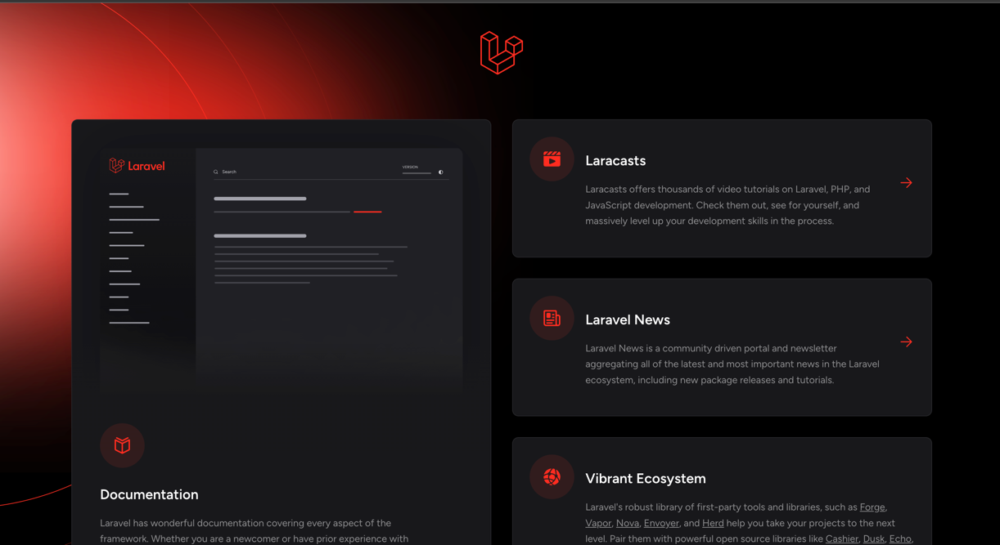 Laravel
Search
VERSION
Documentation
Laravel has wonderful documentation covering every aspect of the
framework. Whether you are a newcomer or have prior experience with
Laracasts
Laracasts offers thousands of video tutorials on Laravel, PHP, and
JavaScript development. Check them out, see for yourself, and
massively level up your development skills in the process.
Laravel News
Laravel News is a community driven portal and newsletter
aggregating all of the latest and most important news in the Laravel
ecosystem, including new package releases and tutorials.
Vibrant Ecosystem
Laravel's robust library of first-party tools and libraries, such as Forge,
Vapor, Nova, Envoyer, and Herd help you take your projects to the next
level. Pair them with powerful open source libraries like Cashier, Dusk, Echo,